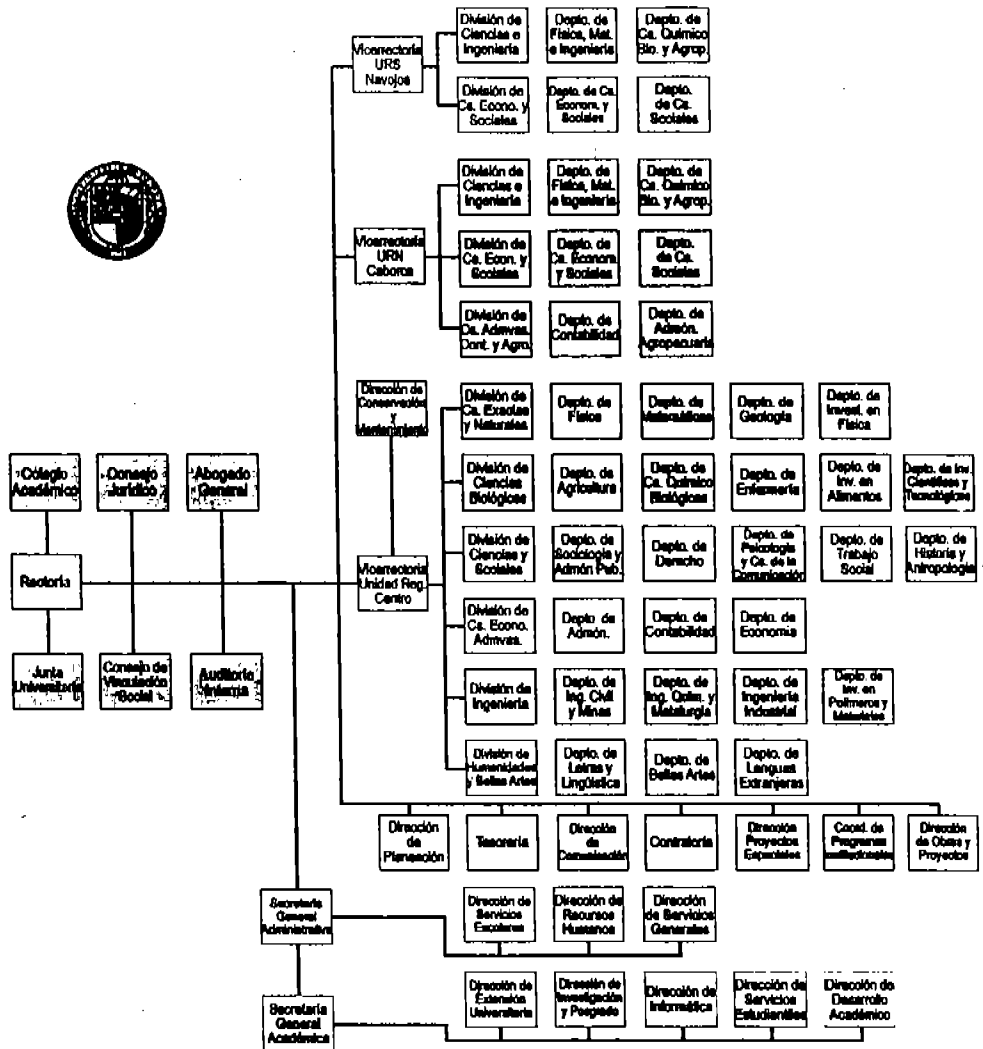 División de
Ciencias e
Ingeniería
Depto. de
Física, Mat.
e Ingeniería
Depto. de
Ca. Químico
Bio. y Agrop.
Vicerrectoría
URS
Navojoa
División de
Cs. Econo. y
Sociales
Depto. de Ca.
Econom. y
Sociales
Depto.
de Ca.
Sociales
División de
Ciencias e
Ingeniería
Depto. de
Física, Mat.
e Ingeniería
Depto. de
Ca. Químico
Bio. y Agrop.
Vicerrectoría
URN
Caborca
División de
Cs. Econ. y
Sociales
Depto. de
Cs. Econom.
y Sociales
Depto.
de Ca.
Sociales
División de
Cs. Admvas.
Cont. y Agro.
Depto. de
Contabilidad
Depto. de
Admón.
Agropecuaria
Dirección de
Conservación
y
Mantenimiento
División de
Ca. Exactas
y Naturales
Depto. de
Física
Depto. de
Matemáticas
Depto. de
Geología
Depto. de
Invest. en
Física
Colegio
Académico
Consejo
Jurídico
Abogado
General
División de
Ciencias
Biológicas
Depto. de
Agricultura
Depto. de
Ca. Químico
Biológicas
Depto. de
Enfermería
Depto. de
Inv. en
Alimentos
Depto. de Inv.
Científicas y
Tecnológicas
Rectoría
Vicerrectoría
Unidad Reg.
Centro
División de
Ciencias y
Sociales
Depto. de
Sociología y
Admón Pub.
Depto. de
Derecho
Depto. de
Psicología
y Ca. de la
Comunicación
Depto. de
Trabajo
Social
Depto. de
Historia y
Antropología
División de
Cs. Econo.
Admvas.
Depto. de
Admón.
Depto. de
Contabilidad
Depto. de
Economía
Junta
Universitaria
Consejo de
Vinculación
Social
Auditoría
Interna
División de
Ingeniería
Depto. de
Ing. Civil
y Minas
Depto. de
Ing. Quím. y
Metalurgia
Depto. de
Ingeniería
Industrial
Depto. de
Inv. en
Polímeros y
Materiales
División de
Humanidades
y Bellas Artes
Depto. de
Letras y
Lingüística
Depto. de
Bellas Artes
Depto. de
Lenguas
Extranjeras
Dirección
de
Planeación
Tesorería
Dirección
de
Comunicación
Contraloría
Dirección
Proyectos
Especiales
Coord. de
Programas
Institucionales
Dirección
de Obras y
Proyectos
Secretaría
General
Administrativa
Dirección de
Servicios
Escolares
Dirección de
Recursos
Humanos
Dirección
de Servicios
Generales
Secretaría
General
Académica
Dirección de
Extensión
Universitaria
Dirección de
Investigación
y Posgrado
Dirección de
Informática
Dirección de
Servicios
Estudiantiles
Dirección de
Desarrollo
Académico